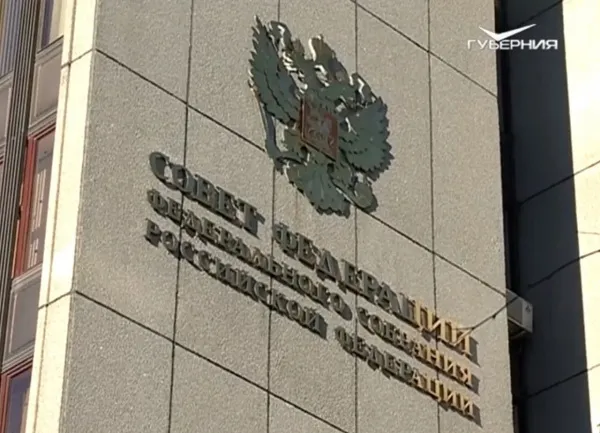 ГУБЕРНИЯ
СОВЕТ ФЕДЕРАЦИИ
ФЕДЕРАЛЬНОГО СОБРАНИЯ
РОССИЙСКОЙ ФЕДЕРАЦИИ